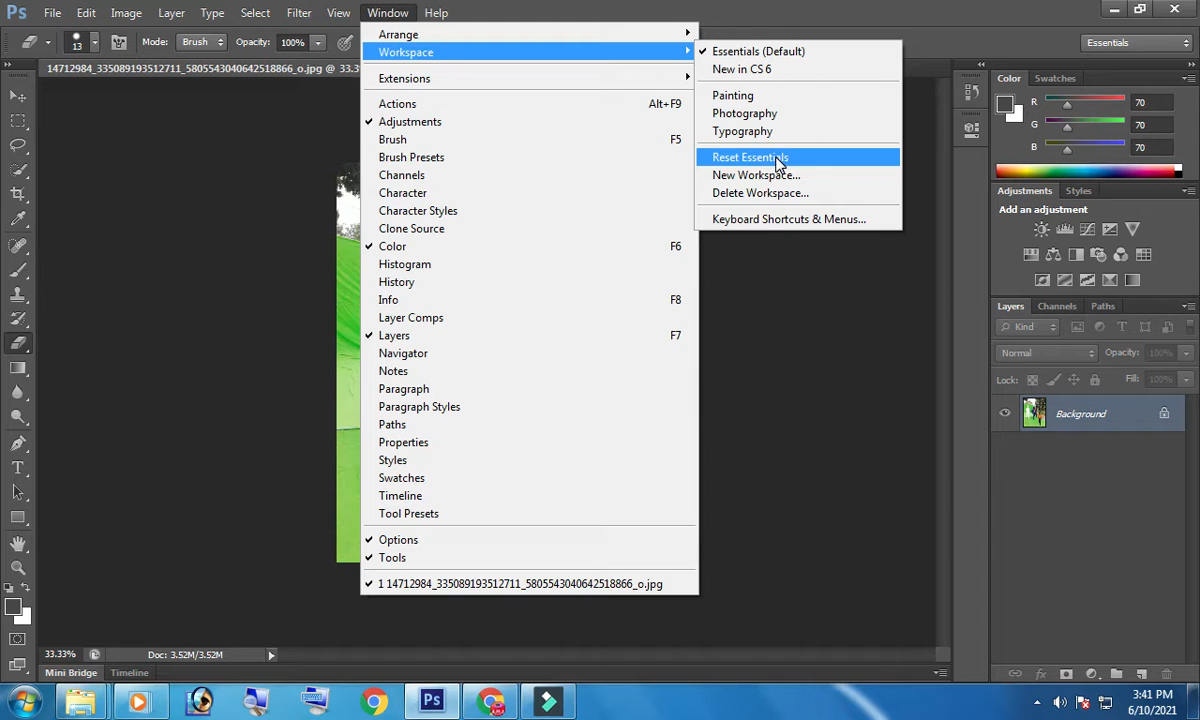 Ps File Edit Image Layer Type Select Filter View Window Help
13 Mode: Brush Opacity: 100% Essentials
14712984_335089193512711_5805543040642518866_o.jpg @ 33.3
Arrange
Workspace
Extensions
Actions Alt+F9
Adjustments
Brush F5
Brush Presets
Channels
Character
Character Styles
Clone Source
Color F6
Histogram
History
Info F8
Layer Comps
Layers F7
Navigator
Notes
Paragraph
Paragraph Styles
Paths
Properties
Styles
Swatches
Timeline
Tool Presets
Options
Tools
1 14712984_335089193512711_5805543040642518866_o.jpg
Essentials (Default)
New in CS6
Painting
Photography
Typography
Reset Essentials
New Workspace...
Delete Workspace...
Keyboard Shortcuts & Menus...
Color Swatches
R 70
G 70
B 70
Adjustments Styles
Add an adjustment
Layers Channels Paths
Kind
Normal Opacity: 100%
Lock: Fill: 100%
Background
33.33% Doc: 3.52M/3.52M
Mini Bridge Timeline
Ps
3:41 PM
6/10/2021